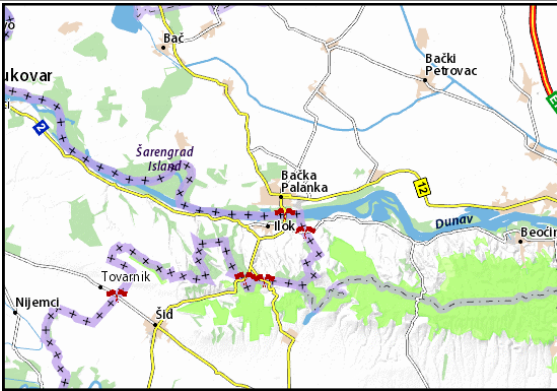 Bač
Bački
Petrovac
ukovar
2
Šarengrad
Island
Bačka
Palanka
12
Dunav
Ilok
Beočin
Tovarnik
Nijemci
Šid